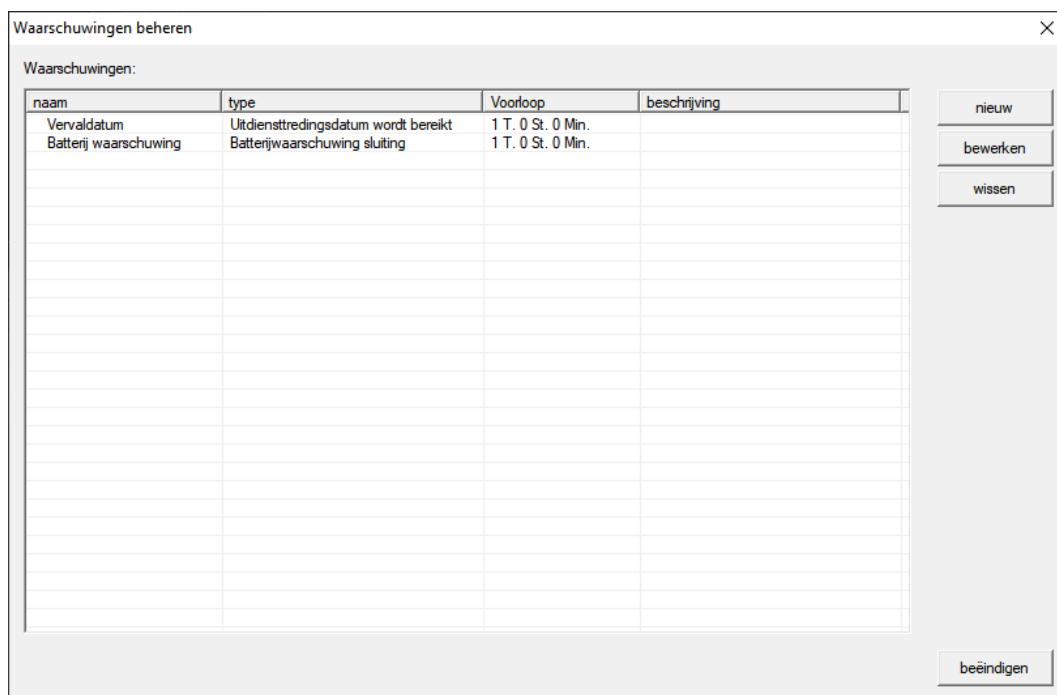 Waarschuwingen beheren
Waarschuwingen:
naam type Voorloop beschrijving
Vervaldatum Uitdiensttredingsdatum wordt bereikt 1 T. 0 St. 0 Min.
Batterij waarschuwing Batterijwaarschuwing sluiting 1 T. 0 St. 0 Min.
nieuw
bewerken
wissen
beëindigen